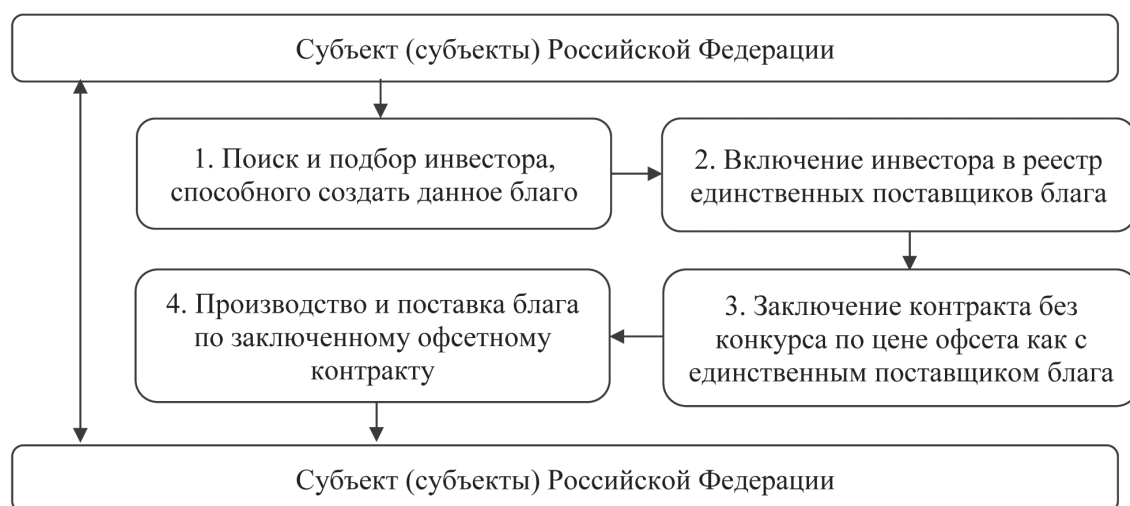 Субъект (субъекты) Российской Федерации
1. Поиск и подбор инвестора,
способного создать данное благо
2. Включение инвестора в реестр
единственных поставщиков блага
3. Заключение контракта без
конкурса по цене офсета как с
единственным поставщиком блага
4. Производство и поставка блага
по заключенному офсетному
контракту
Субъект (субъекты) Российской Федерации